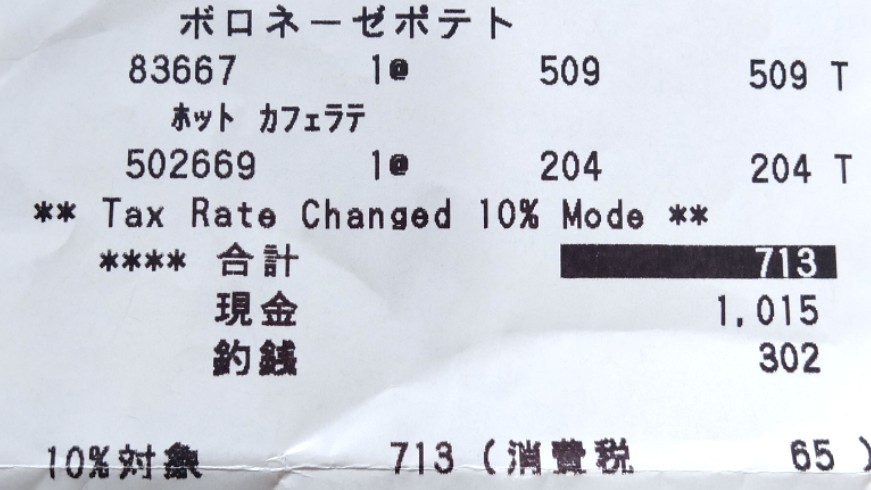 ボロネーゼポテト
83667 1@ 509 509 T
ホット カフェラテ
502669 1@ 204 204 T
** Tax Rate Changed 10% Mode **
**** 合計 713
現金 1,015
釣銭 302
10%対象 713 (消費税 65 )